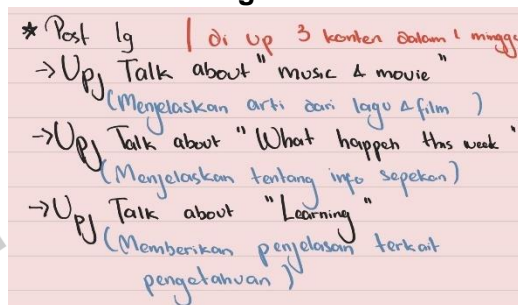 * Post Ig / di up 3 konten dalam 1 minggu
→ UPJ Talk about "music & movie"
(Menjelaskan arti dari lagu & film )
→ UPJ Talk about "What happeh this week"
(Menjelaskan tentang info sepekan)
→ UPJ Talk about "Learning"
(Memberikan penjelasan terkait
pengetahuan )